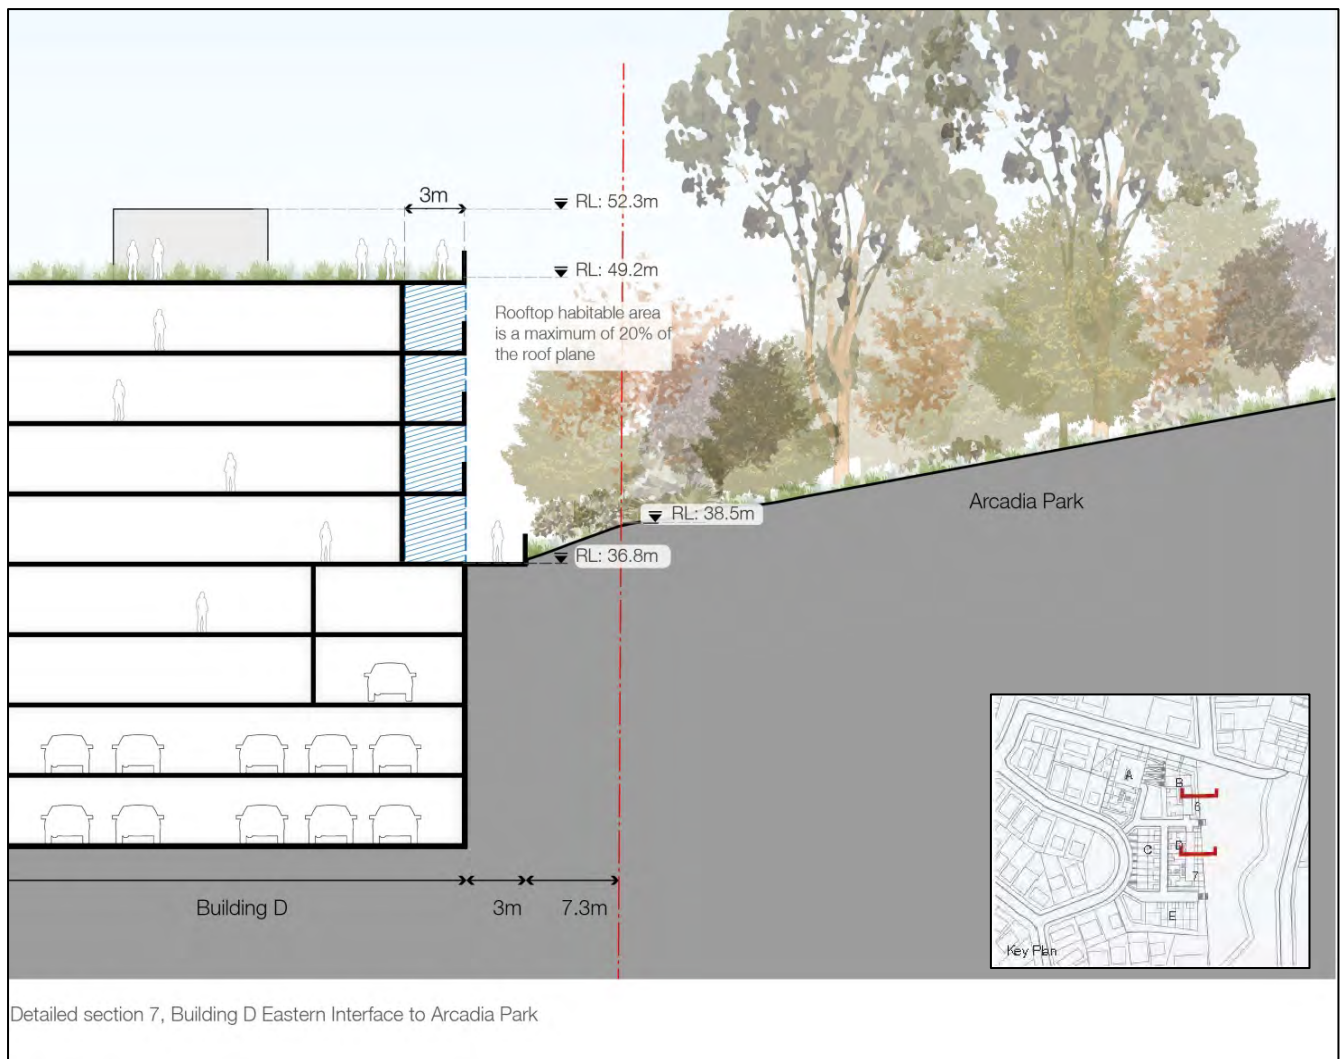 3m
RL: 52.3m
RL: 49.2m
Rooftop habitable area
is a maximum of 20% of
the roof plane
Arcadia Park
RL: 38.5m
RL: 36.8m
Building D
3m
7.3m
A
B
6
C
D
7
E
Key Plan
Detailed section 7, Building D Eastern Interface to Arcadia Park